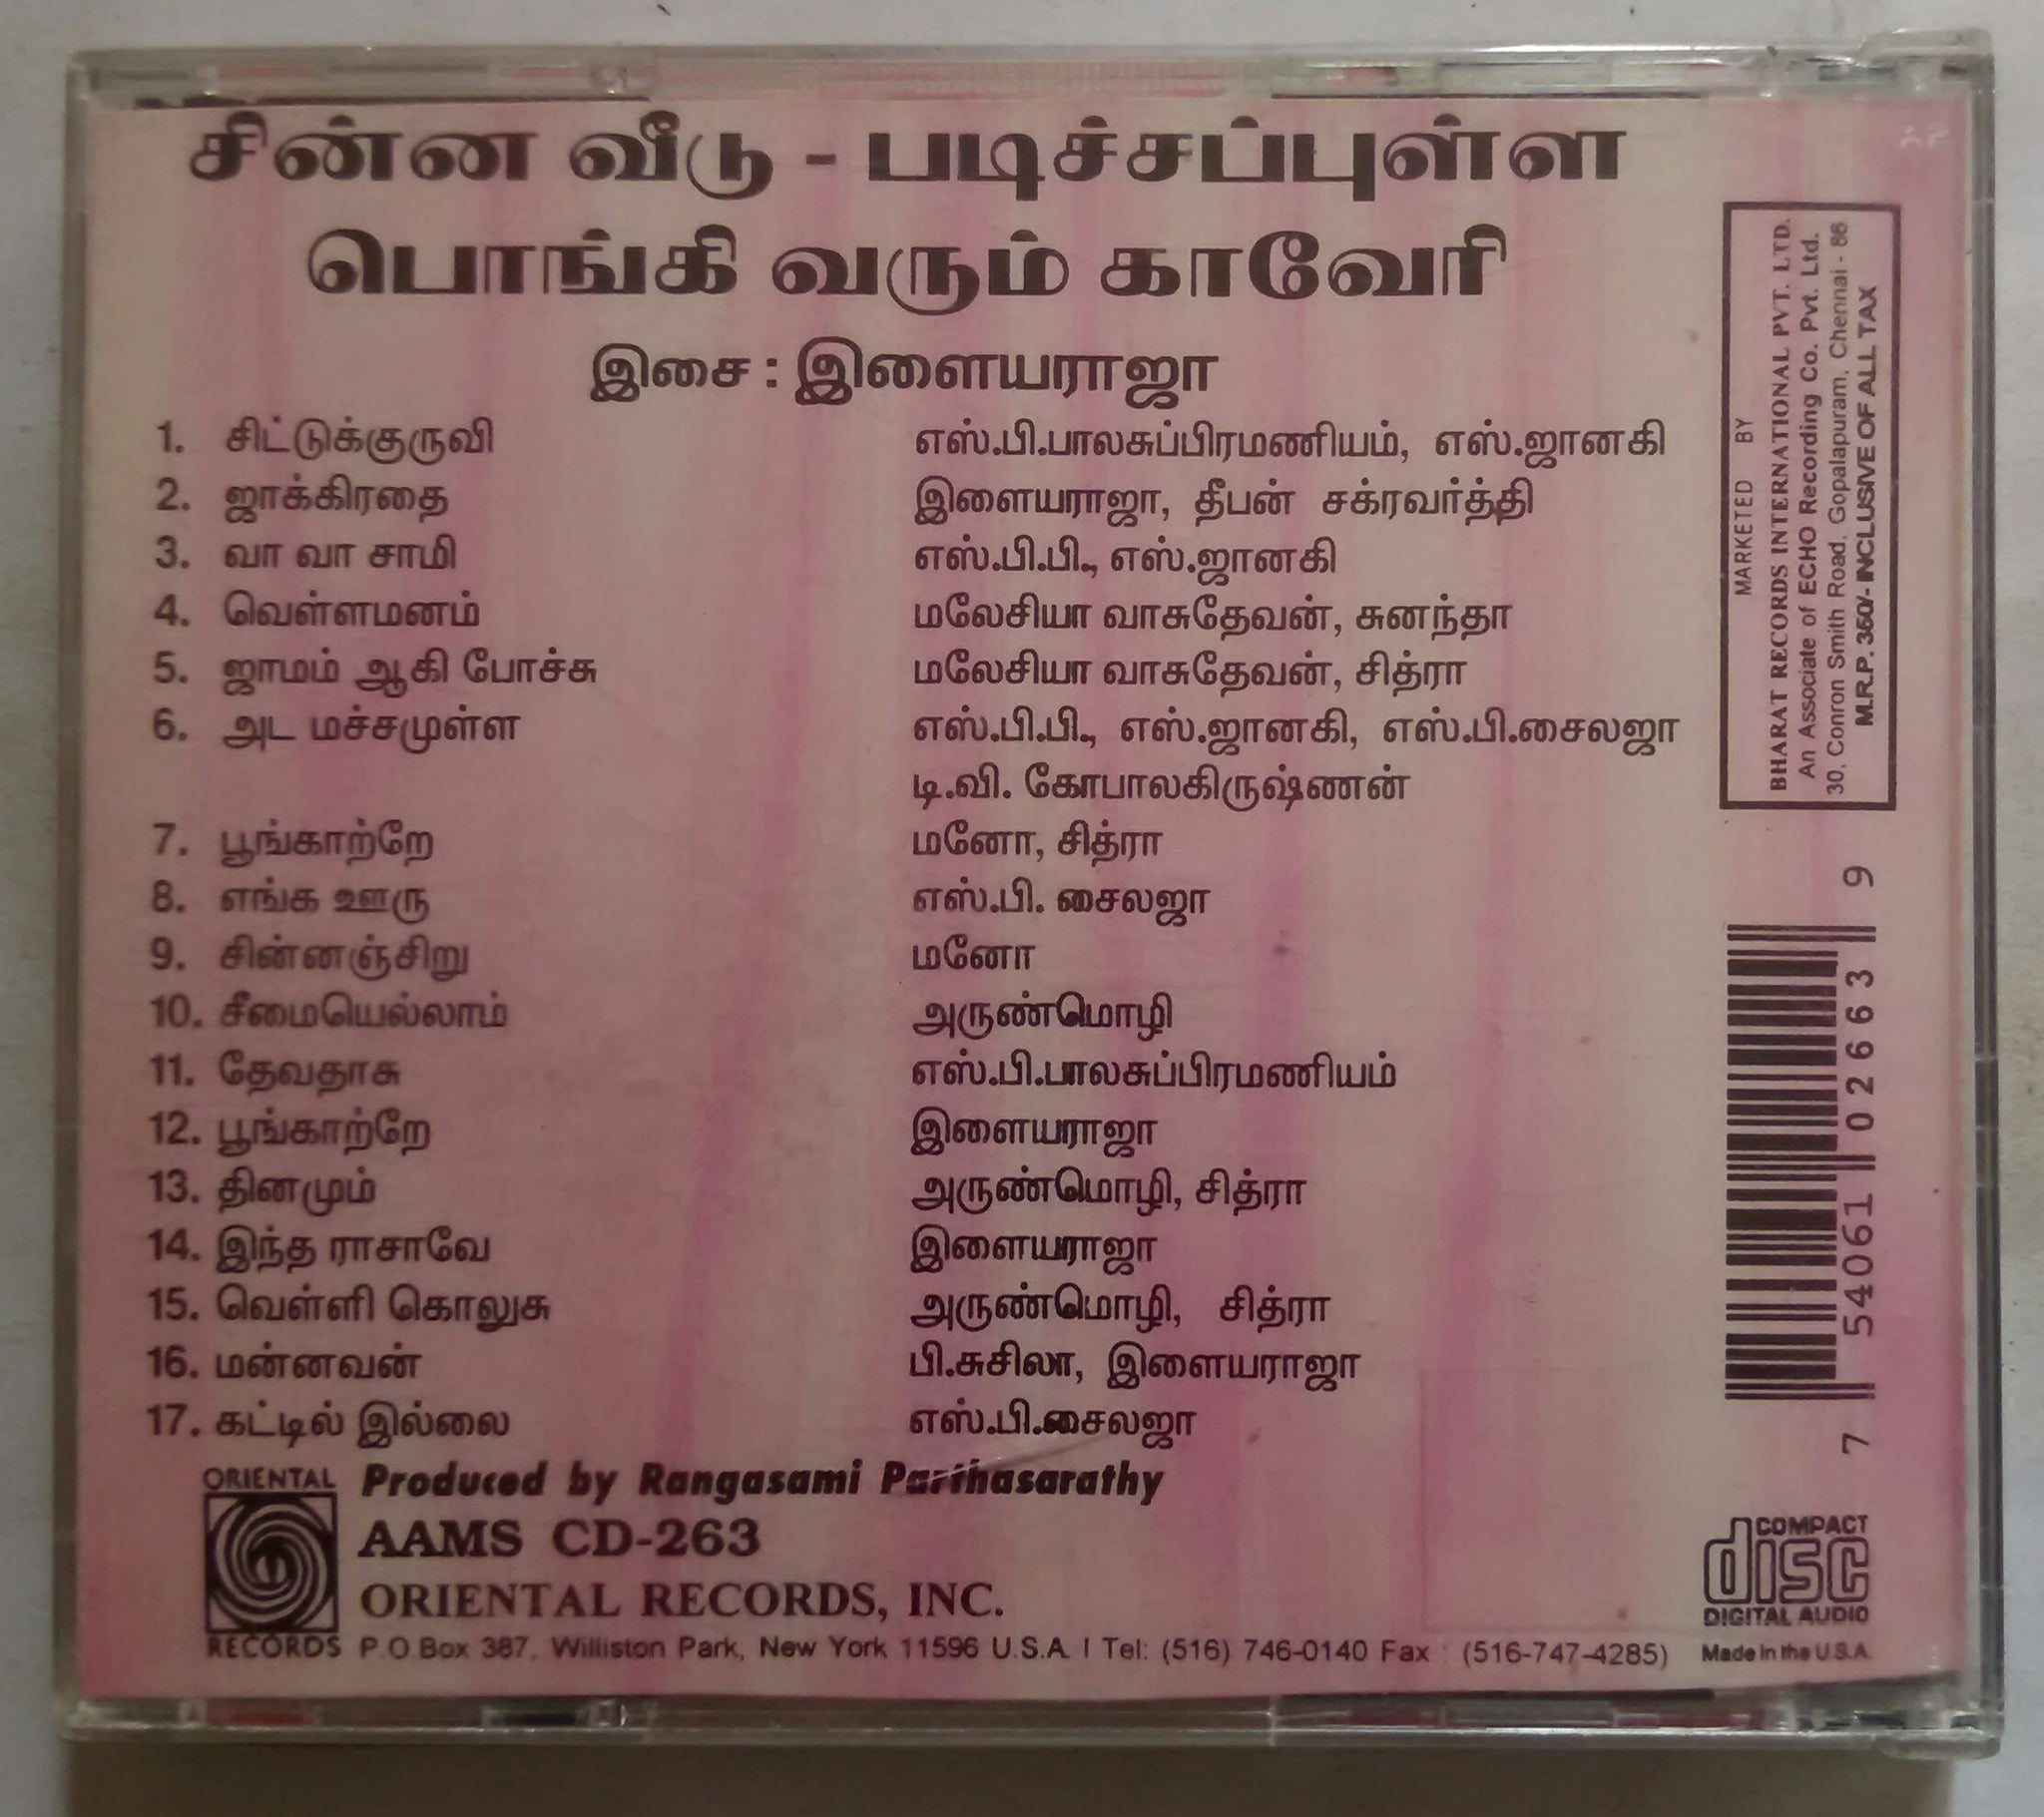 சின்ன வீடு - படிச்சப்புள்ள
பொங்கி வரும் காவேரி
இசை : இளையராஜா
1. சிட்டுக்குருவி எஸ்.பி.பாலசுப்பிரமணியம், எஸ்.ஜானகி
2. ஜாக்கிரதை இளையராஜா, தீபன் சக்ரவர்த்தி
3. வா வா சாமி எஸ்.பி.பி., எஸ்.ஜானகி
4. வெள்ளமனம் மலேசியா வாசுதேவன், சுனந்தா
5. ஜாமம் ஆகி போச்சு மலேசியா வாசுதேவன், சித்ரா
6. அட மச்சமுள்ள எஸ்.பி.பி., எஸ்.ஜானகி, எஸ்.பி.சைலஜா
டி.வி. கோபாலகிருஷ்ணன்
7. பூங்காற்றே மனோ, சித்ரா
8. எங்க ஊரு எஸ்.பி. சைலஜா
9. சின்னஞ்சிறு மனோ
10. சீமையெல்லாம் அருண்மொழி
11. தேவதாசு எஸ்.பி.பாலசுப்பிரமணியம்
12. பூங்காற்றே இளையராஜா
13. தினமும் அருண்மொழி, சித்ரா
14. இந்த ராசாவே இளையராஜா
15. வெள்ளி கொலுசு அருண்மொழி, சித்ரா
16. மன்னவன் பி.சுசிலா, இளையராஜா
17. கட்டில் இல்லை எஸ்.பி.சைலஜா
ORIENTAL
RECORDS
Produced by Rangasami Parthasarathy
AAMS CD-263
ORIENTAL RECORDS, INC.
P.O.Box 387, Williston Park, New York 11596 U.S.A. I Tel: (516) 746-0140 Fax : (516-747-4285)
MARKETED BY
BHARAT RECORDS INTERNATIONAL PVT. LTD.
An Associate of ECHO Recording Co. Pvt. Ltd.
30, Conron Smith Road, Gopalapuram, Chennai - 86
M.R.P. 350/- INCLUSIVE OF ALL TAX
7 54061 02663 9
COMPACT
disc
DIGITAL AUDIO
Made in the U.S.A.